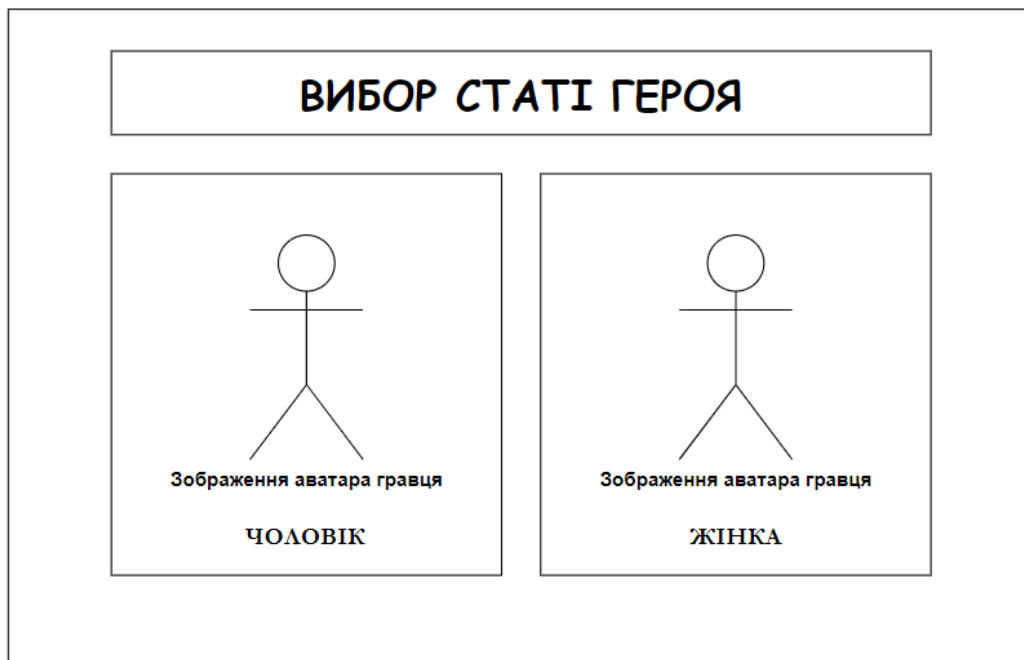 ВИБОР СТАТІ ГЕРОЯ
Зображення аватара гравця
ЧОЛОВІК
Зображення аватара гравця
ЖІНКА